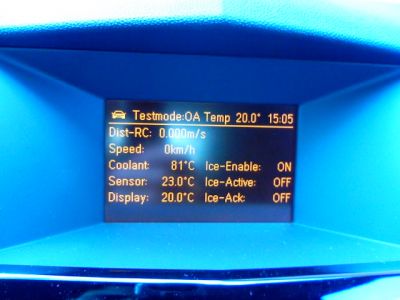 Testmode:OA Temp 20.0° 15:05
Dist-RC: 0.000m/s
Speed: 0km/h
Coolant: 81°C Ice-Enable: ON
Sensor: 23.0°C Ice-Active: OFF
Display: 20.0°C Ice-Ack: OFF